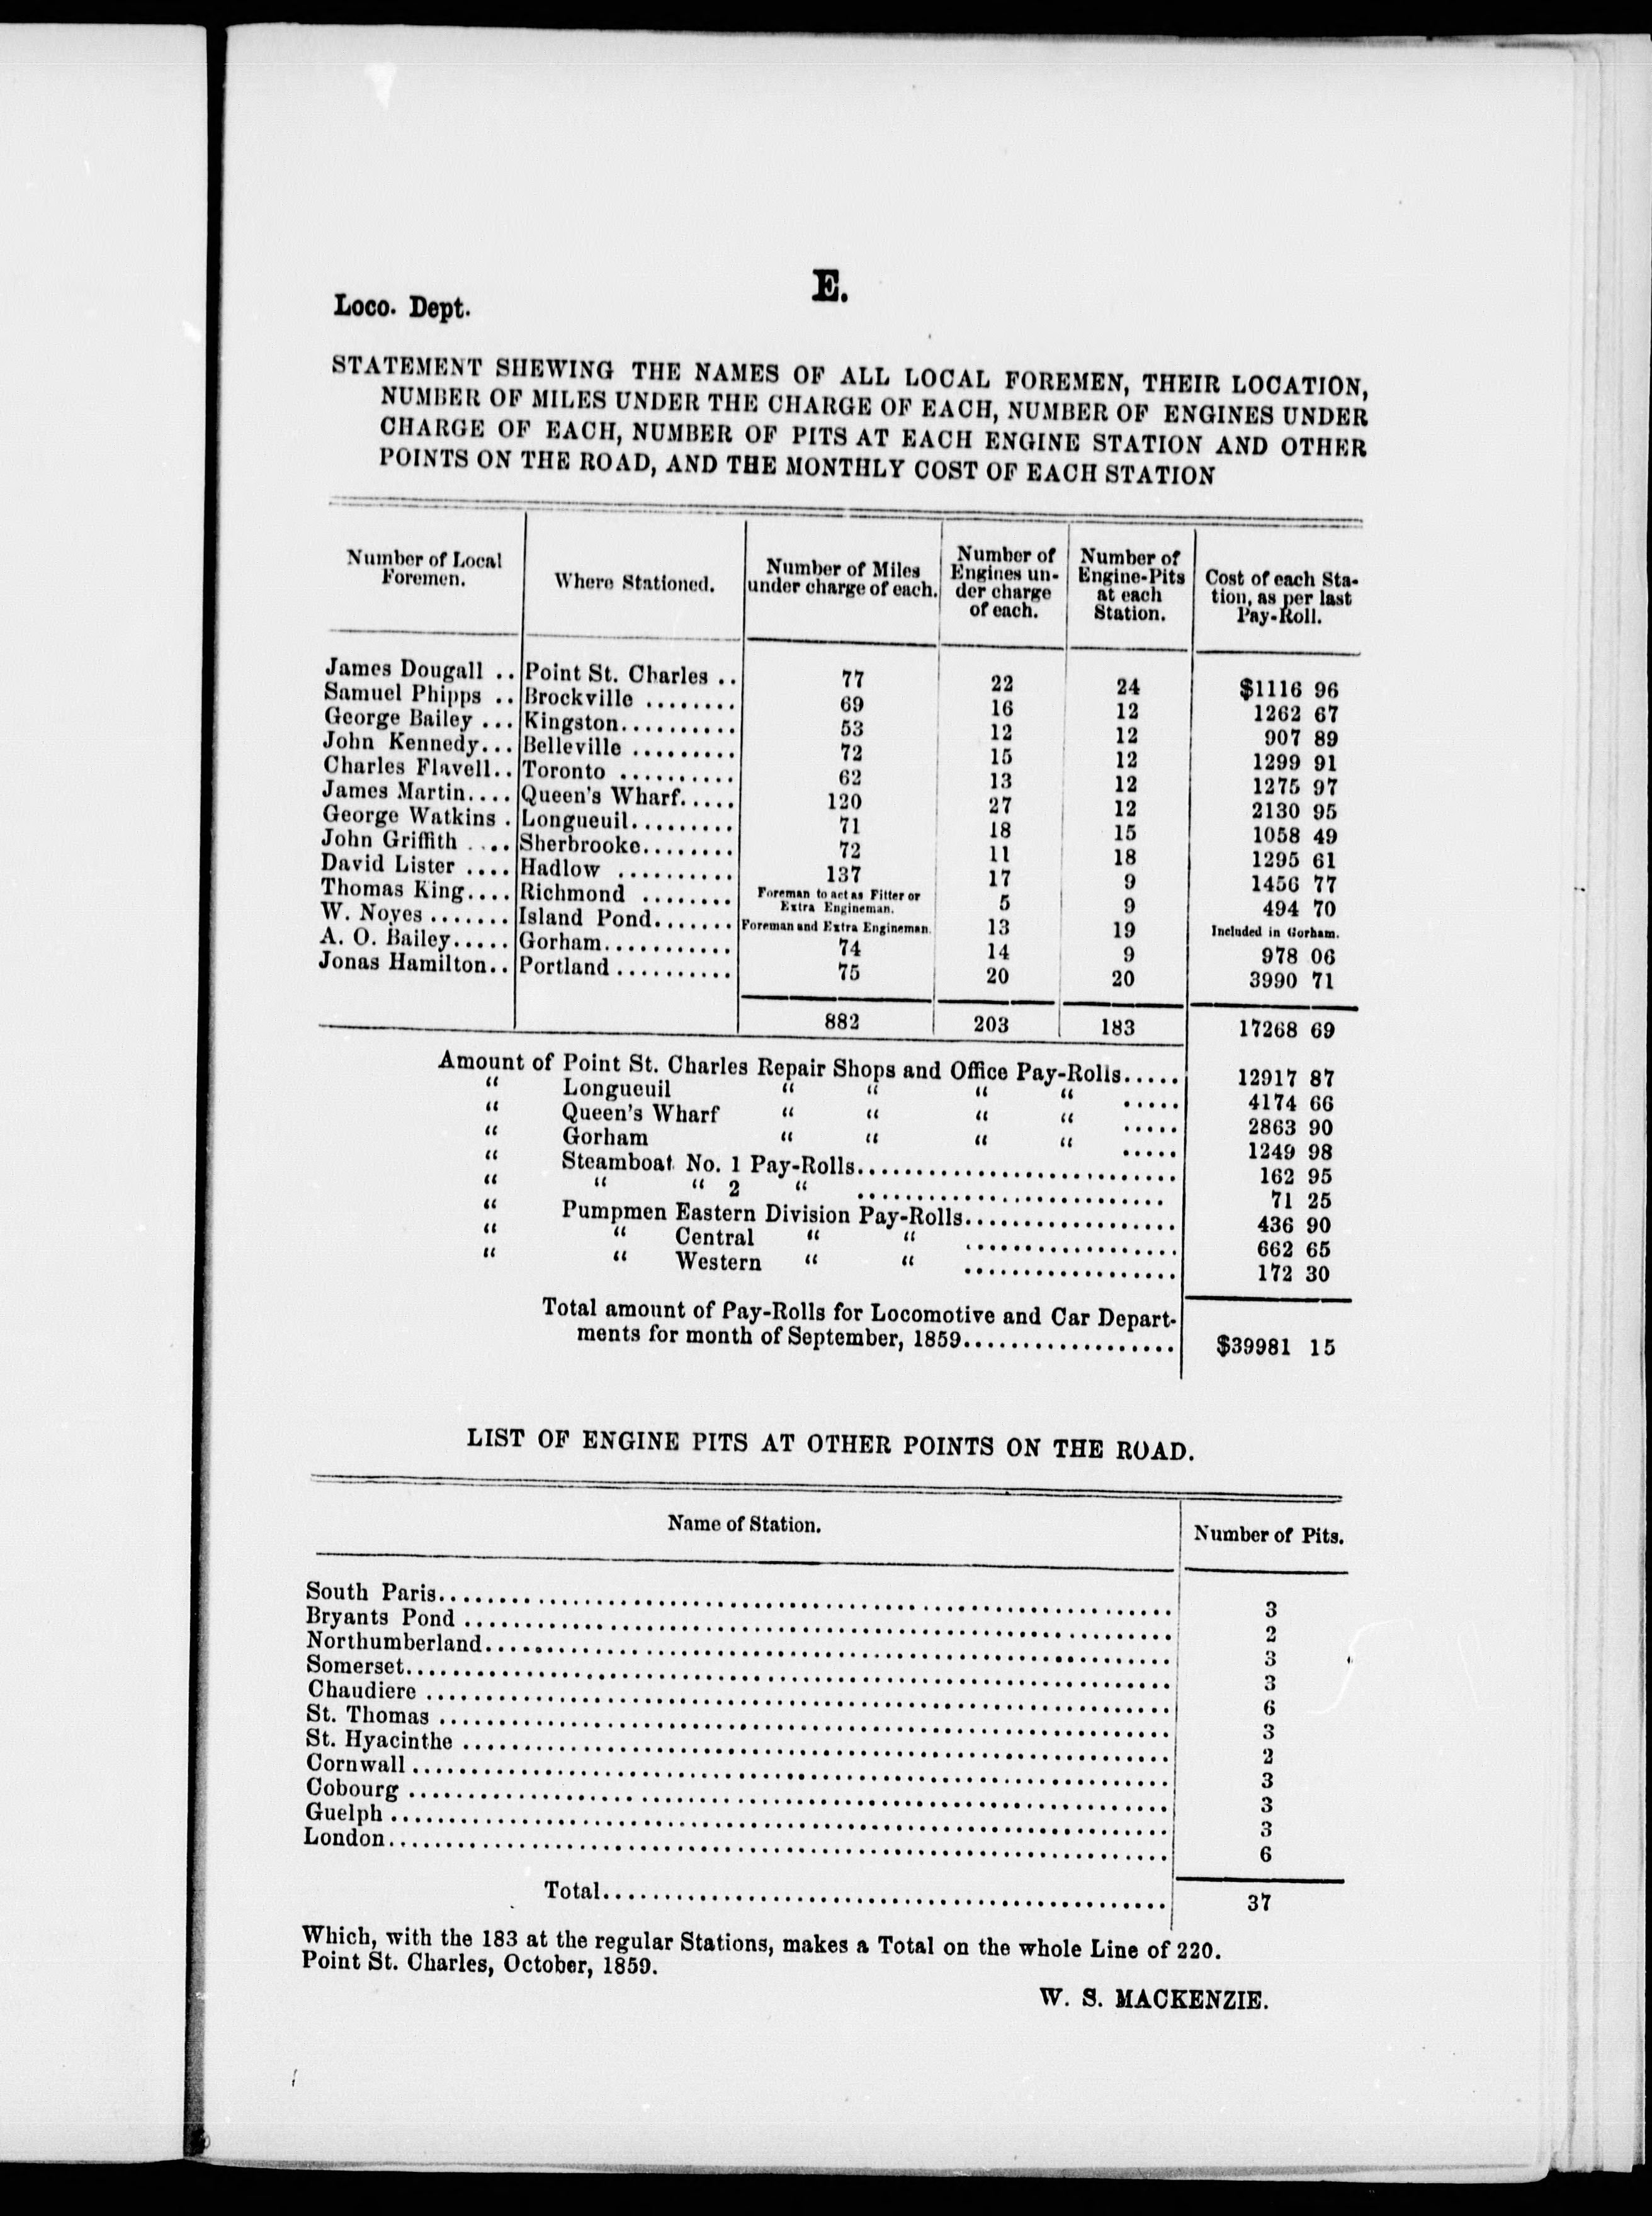 E.
Loco. Dept.
STATEMENT SHEWING THE NAMES OF ALL LOCAL FOREMEN, THEIR LOCATION,
NUMBER OF MILES UNDER THE CHARGE OF EACH, NUMBER OF ENGINES UNDER
CHARGE OF EACH, NUMBER OF PITS AT EACH ENGINE STATION AND OTHER
POINTS ON THE ROAD, AND THE MONTHLY COST OF EACH STATION
Number of Local Foremen. Where Stationed. Number of Miles under charge of each. Number of Engines un-der charge of each. Number of Engine-Pits at each Station. Cost of each Sta-tion, as per last Pay-Roll.
James Dougall .. Point St. Charles .. 77 22 24 $1116 96
Samuel Phipps .. Brockville ........ 69 16 12 1262 67
George Bailey ... Kingston.......... 53 12 12 907 89
John Kennedy... Belleville ......... 72 15 12 1299 91
Charles Flavell.. Toronto .......... 62 13 12 1275 97
James Martin.... Queen's Wharf..... 120 27 12 2130 95
George Watkins . Longueuil......... 71 18 15 1058 49
John Griffith .... Sherbrooke........ 72 11 18 1295 61
David Lister .... Hadlow .......... 137 17 9 1456 77
Thomas King.... Richmond ........ Foreman to act as Fitter or Extra Engineman. 5 9 494 70
W. Noyes ....... Island Pond....... Foreman and Extra Engineman. 13 19 Included in Gorham.
A. O. Bailey..... Gorham........... 74 14 9 978 06
Jonas Hamilton.. Portland .......... 75 20 20 3990 71
882 203 183 17268 69
Amount of Point St. Charles Repair Shops and Office Pay-Rolls..... 12917 87
" Longueuil " " " " ..... 4174 66
" Queen's Wharf " " " " ..... 2863 90
" Gorham " " " " ..... 1249 98
" Steamboat No. 1 Pay-Rolls........................... 162 95
" " " 2 " .......................... 71 25
" Pumpmen Eastern Division Pay-Rolls.................. 436 90
" " Central " " .................. 662 65
" " Western " " .................. 172 30
Total amount of Pay-Rolls for Locomotive and Car Depart-
ments for month of September, 1859.................. $39981 15
LIST OF ENGINE PITS AT OTHER POINTS ON THE ROAD.
Name of Station. Number of Pits.
South Paris.............................. 3
Bryants Pond .............................. 2
Northumberland.............................. 3
Somerset.............................. 3
Chaudiere .............................. 6
St. Thomas .............................. 3
St. Hyacinthe .............................. 2
Cornwall .............................. 3
Cobourg .............................. 3
Guelph .............................. 3
London.............................. 6
Total.............................. 37
Which, with the 183 at the regular Stations, makes a Total on the whole Line of 220.
Point St. Charles, October, 1859.
W. S. MACKENZIE.